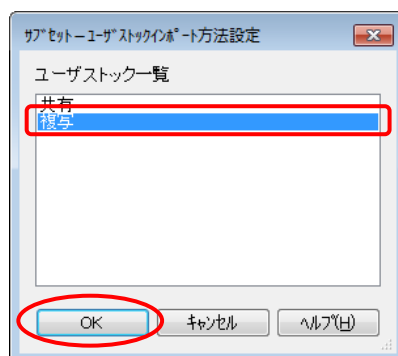 ｻﾌﾞｾｯﾄ－ﾕｰｻﾞｽﾄｯｸｲﾝﾎﾟｰﾄ方法設定
ユーザストック一覧
共有
複写
OK
ｷｬﾝｾﾙ
ﾍﾙﾌﾟ(H)